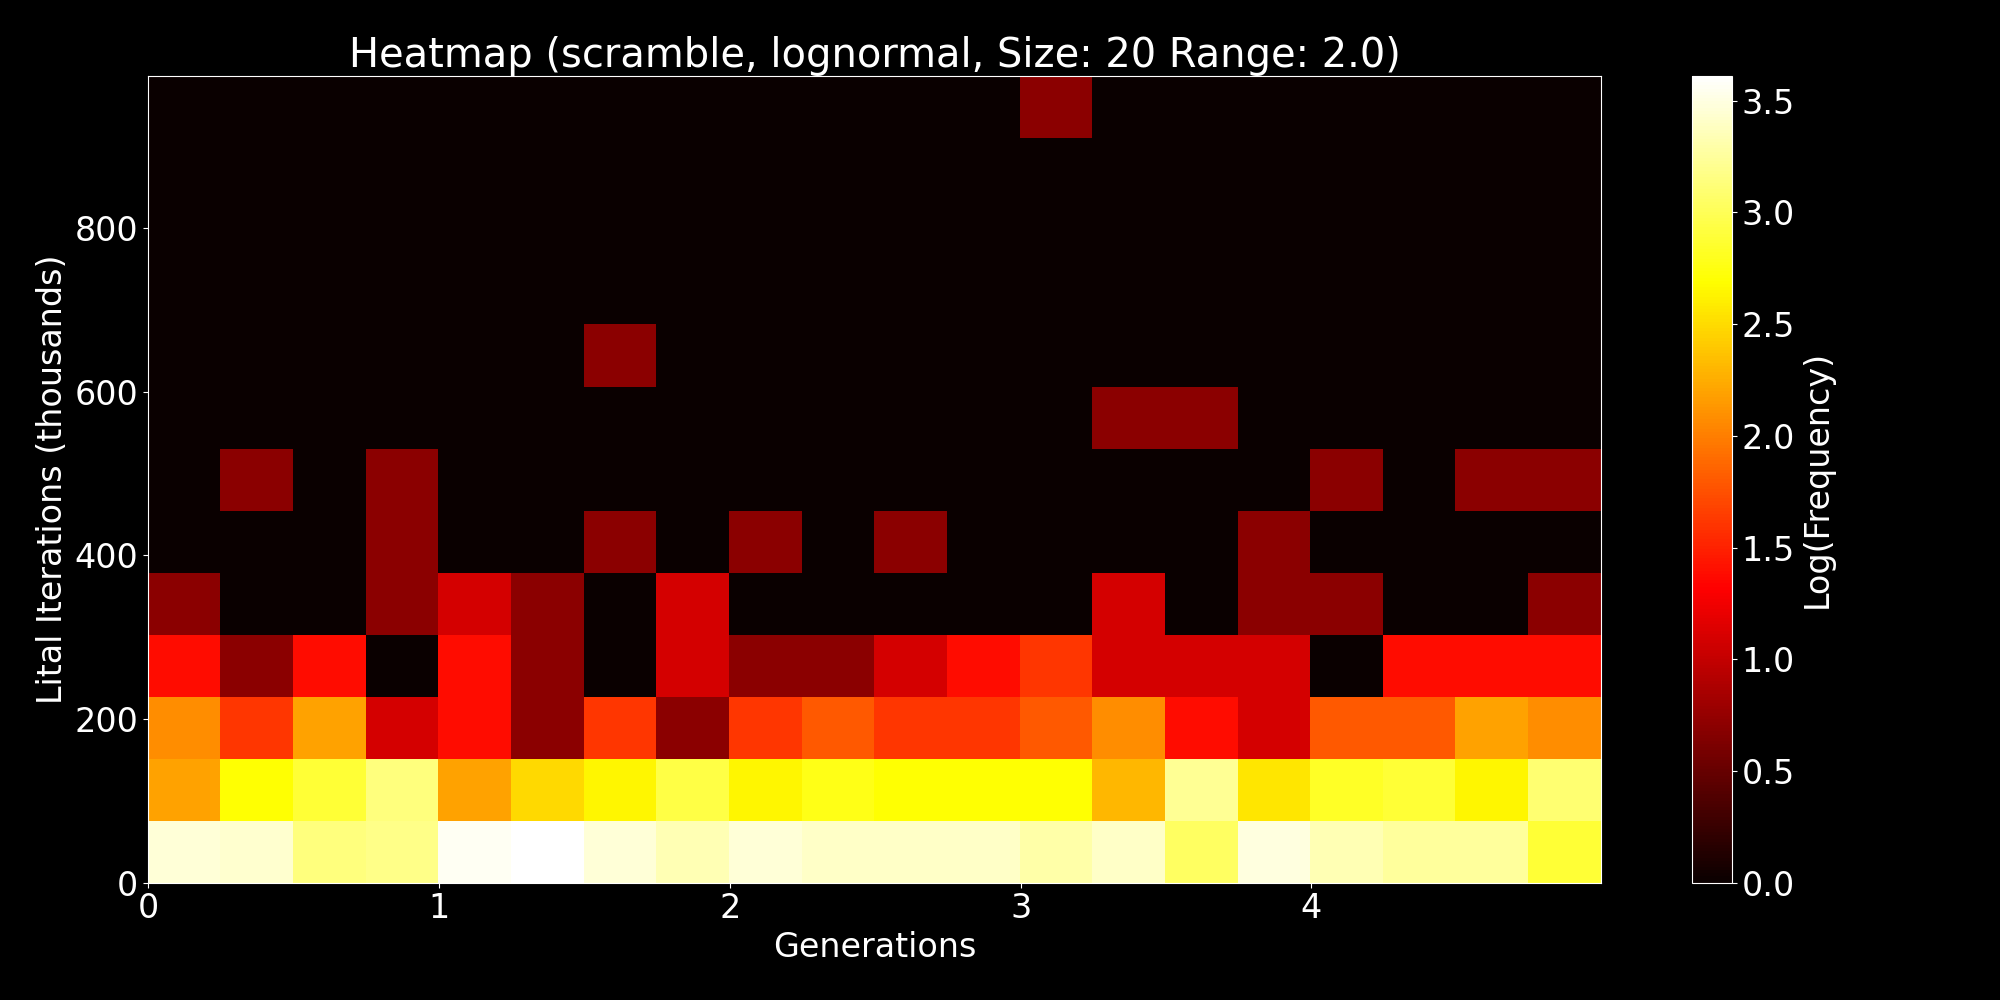 Heatmap (scramble, lognormal, Size: 20 Range: 2.0)
Lital Iterations (thousands)
800
600
400
200
0
0 1 2 3 4
Generations
3.5
3.0
2.5
2.0
1.5
1.0
0.5
0.0
Log(Frequency)